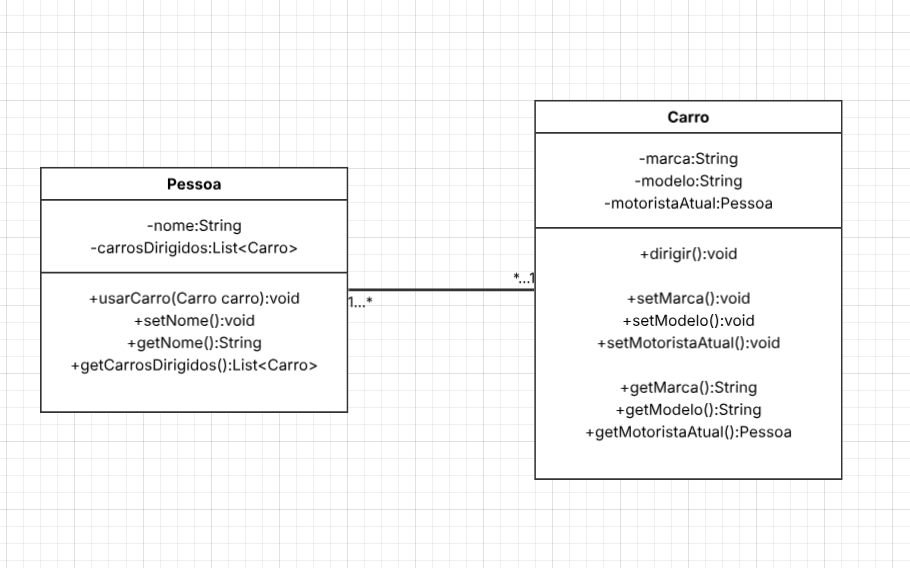 Pessoa
-nome:String
-carrosDirigidos:List<Carro>
+usarCarro(Carro carro):void
+setNome():void
+getNome():String
+getCarrosDirigidos():List<Carro>
1...*
*...1
Carro
-marca:String
-modelo:String
-motoristaAtual:Pessoa
+dirigir():void
+setMarca():void
+setModelo():void
+setMotoristaAtual():void
+getMarca():String
+getModelo():String
+getMotoristaAtual():Pessoa